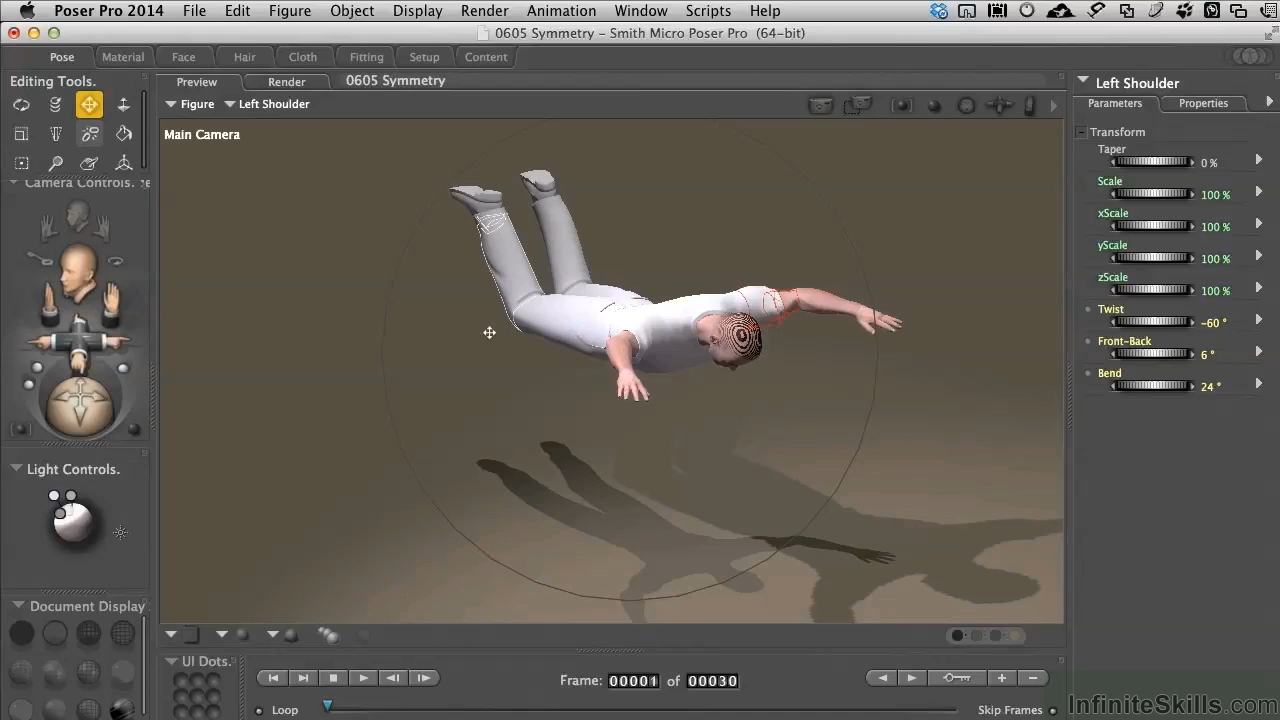 Poser Pro 2014 File Edit Figure Object Display Render Animation Window Scripts Help
0605 Symmetry – Smith Micro Poser Pro (64-bit)
Pose Material Face Hair Cloth Fitting Setup Content
Editing Tools.
Preview Render 0605 Symmetry
Figure Left Shoulder
Main Camera
Camera Controls.
Light Controls.
Document Display
UI Dots.
Frame: 00001 of 00030
Loop
Skip Frames
Left Shoulder
Parameters Properties
Transform
Taper
0 %
Scale
100 %
xScale
100 %
yScale
100 %
zScale
100 %
Twist
-60 °
Front-Back
6 °
Bend
24 °
InfiniteSkills.com